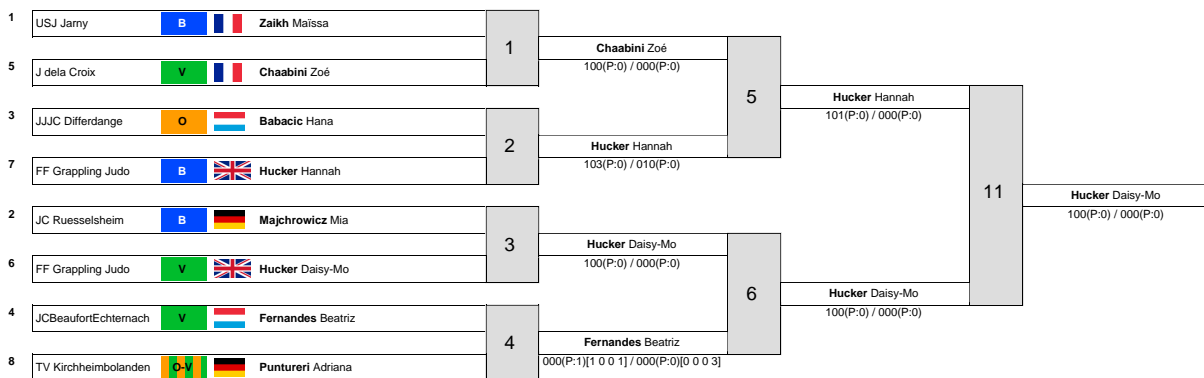 1 USJ Jarny B Zaikh Maïssa
5 J dela Croix V Chaabini Zoé
3 JJJC Differdange O Babacic Hana
7 FF Grappling Judo B Hucker Hannah
2 JC Ruesselsheim B Majchrowicz Mia
6 FF Grappling Judo V Hucker Daisy-Mo
4 JCBeaufortEchternach V Fernandes Beatriz
8 TV Kirchheimbolanden O-V Puntureri Adriana
1
Chaabini Zoé
100(P:0) / 000(P:0)
2
Hucker Hannah
103(P:0) / 010(P:0)
3
Hucker Daisy-Mo
100(P:0) / 000(P:0)
4
Fernandes Beatriz
000(P:1)[1 0 0 1] / 000(P:0)[0 0 0 3]
5
Hucker Hannah
101(P:0) / 000(P:0)
6
Hucker Daisy-Mo
100(P:0) / 000(P:0)
11
Hucker Daisy-Mo
100(P:0) / 000(P:0)